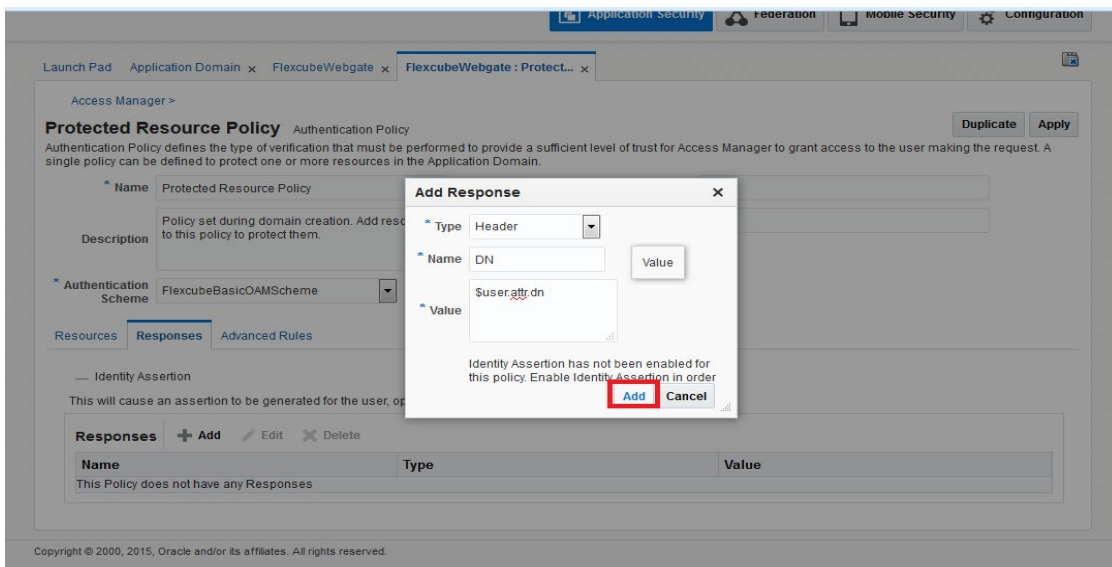 Application Security Federation Mobile Security Configuration
Launch Pad Application Domain x FlexcubeWebgate x FlexcubeWebgate : Protect... x
Access Manager >
Protected Resource Policy Authentication Policy
Duplicate Apply
Authentication Policy defines the type of verification that must be performed to provide a sufficient level of trust for Access Manager to grant access to the user making the request. A
single policy can be defined to protect one or more resources in the Application Domain.
* Name Protected Resource Policy
Description Policy set during domain creation. Add reso
to this policy to protect them.
* Authentication
Scheme FlexcubeBasicOAMScheme
Resources Responses Advanced Rules
Identity Assertion
This will cause an assertion to be generated for the user, op
Responses Add Edit Delete
Name Type Value
This Policy does not have any Responses
Add Response
* Type Header
* Name DN
Value
* Value $user.attr.dn
Identity Assertion has not been enabled for
this policy. Enable Identity Assertion in order
Add Cancel
Copyright © 2000, 2015, Oracle and/or its affiliates. All rights reserved.